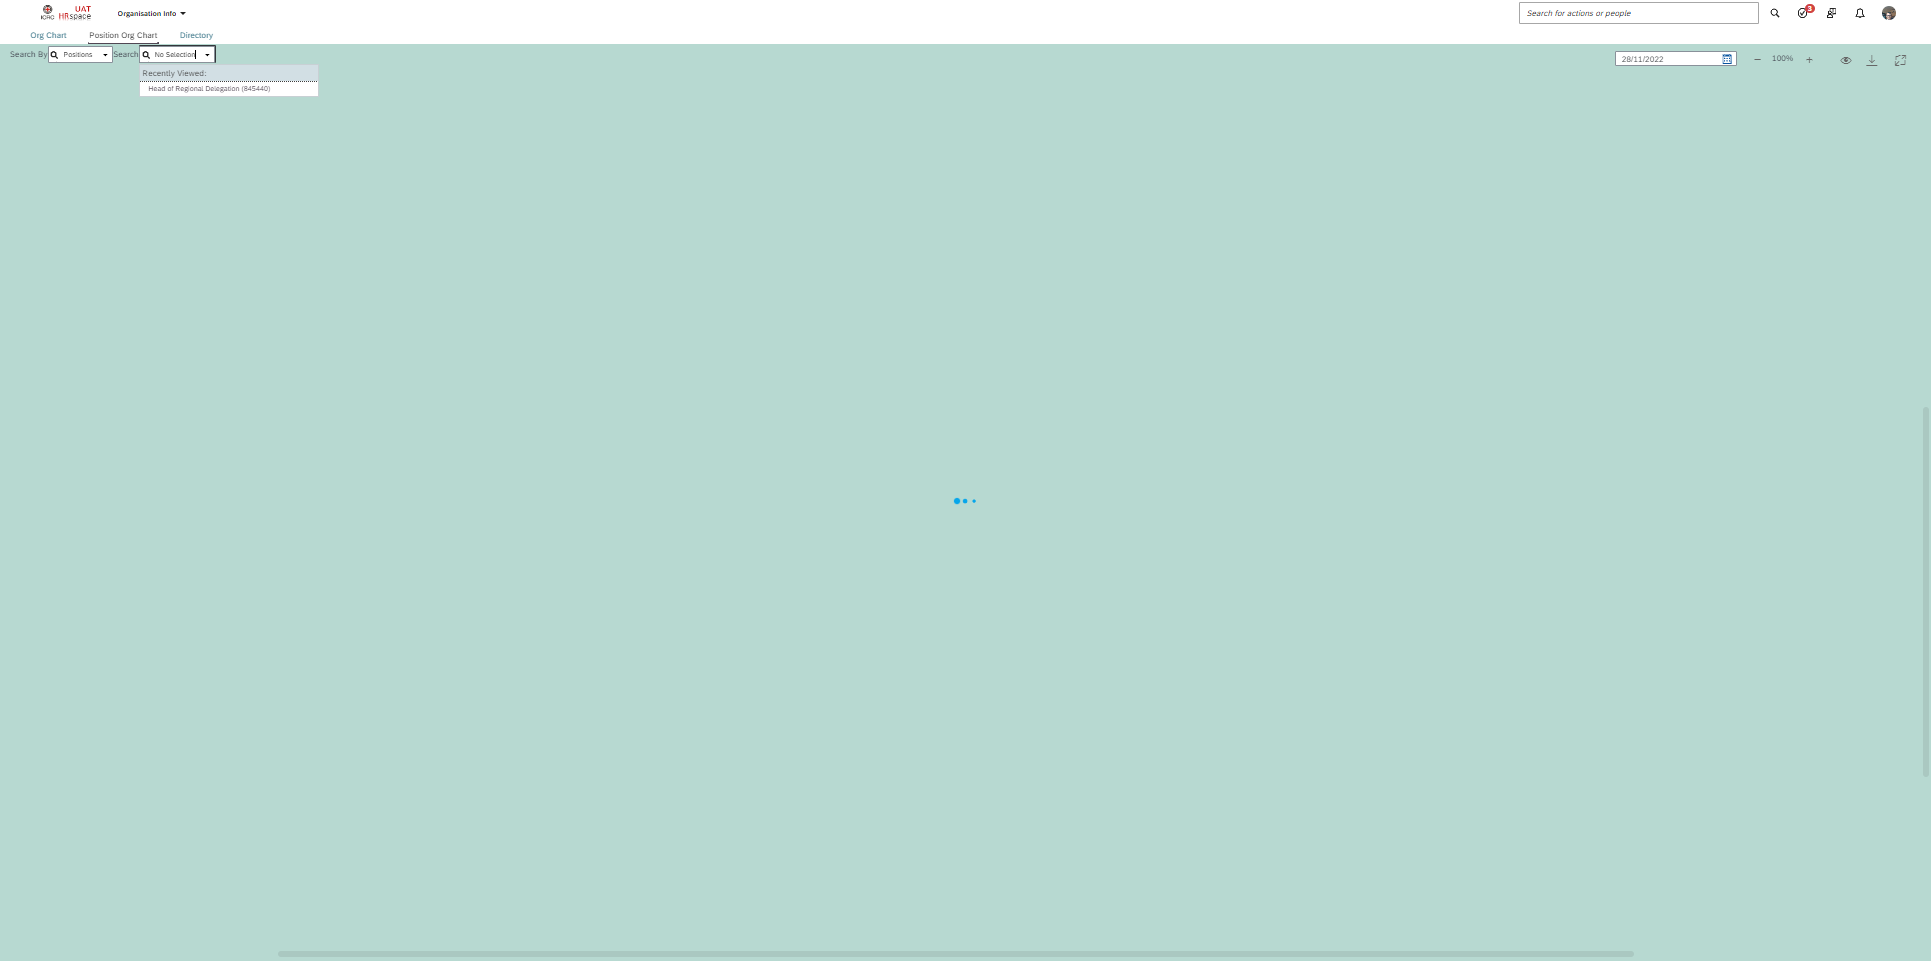 ICRC
UAT
HRspace
Organisation Info
Search for actions or people
3
Org Chart
Position Org Chart
Directory
Search By
Positions
Search
No Selection
28/11/2022
100%
Recently Viewed:
Head of Regional Delegation (845440)